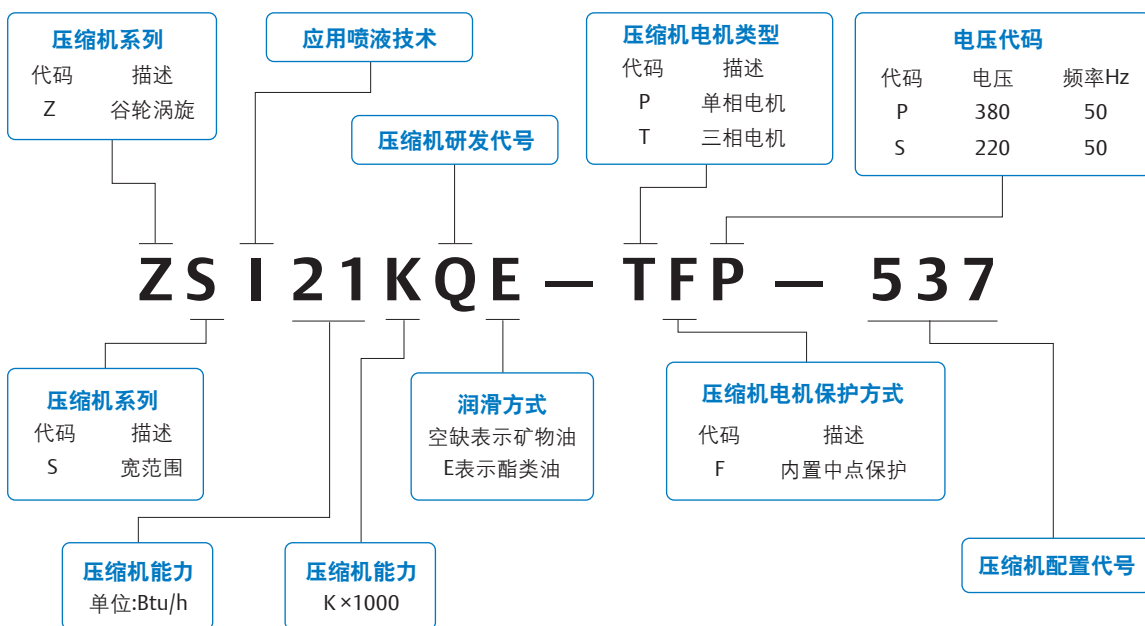 压缩机系列
代码 描述
Z 谷轮涡旋
应用喷液技术
压缩机研发代号
压缩机电机类型
代码 描述
P 单相电机
T 三相电机
电压代码
代码 电压 频率Hz
P 380 50
S 220 50
ZSI21KQE — TFP — 537
压缩机系列
代码 描述
S 宽范围
压缩机能力
单位:Btu/h
压缩机能力
K ×1000
润滑方式
空缺表示矿物油
E表示酯类油
压缩机电机保护方式
代码 描述
F 内置中点保护
压缩机配置代号